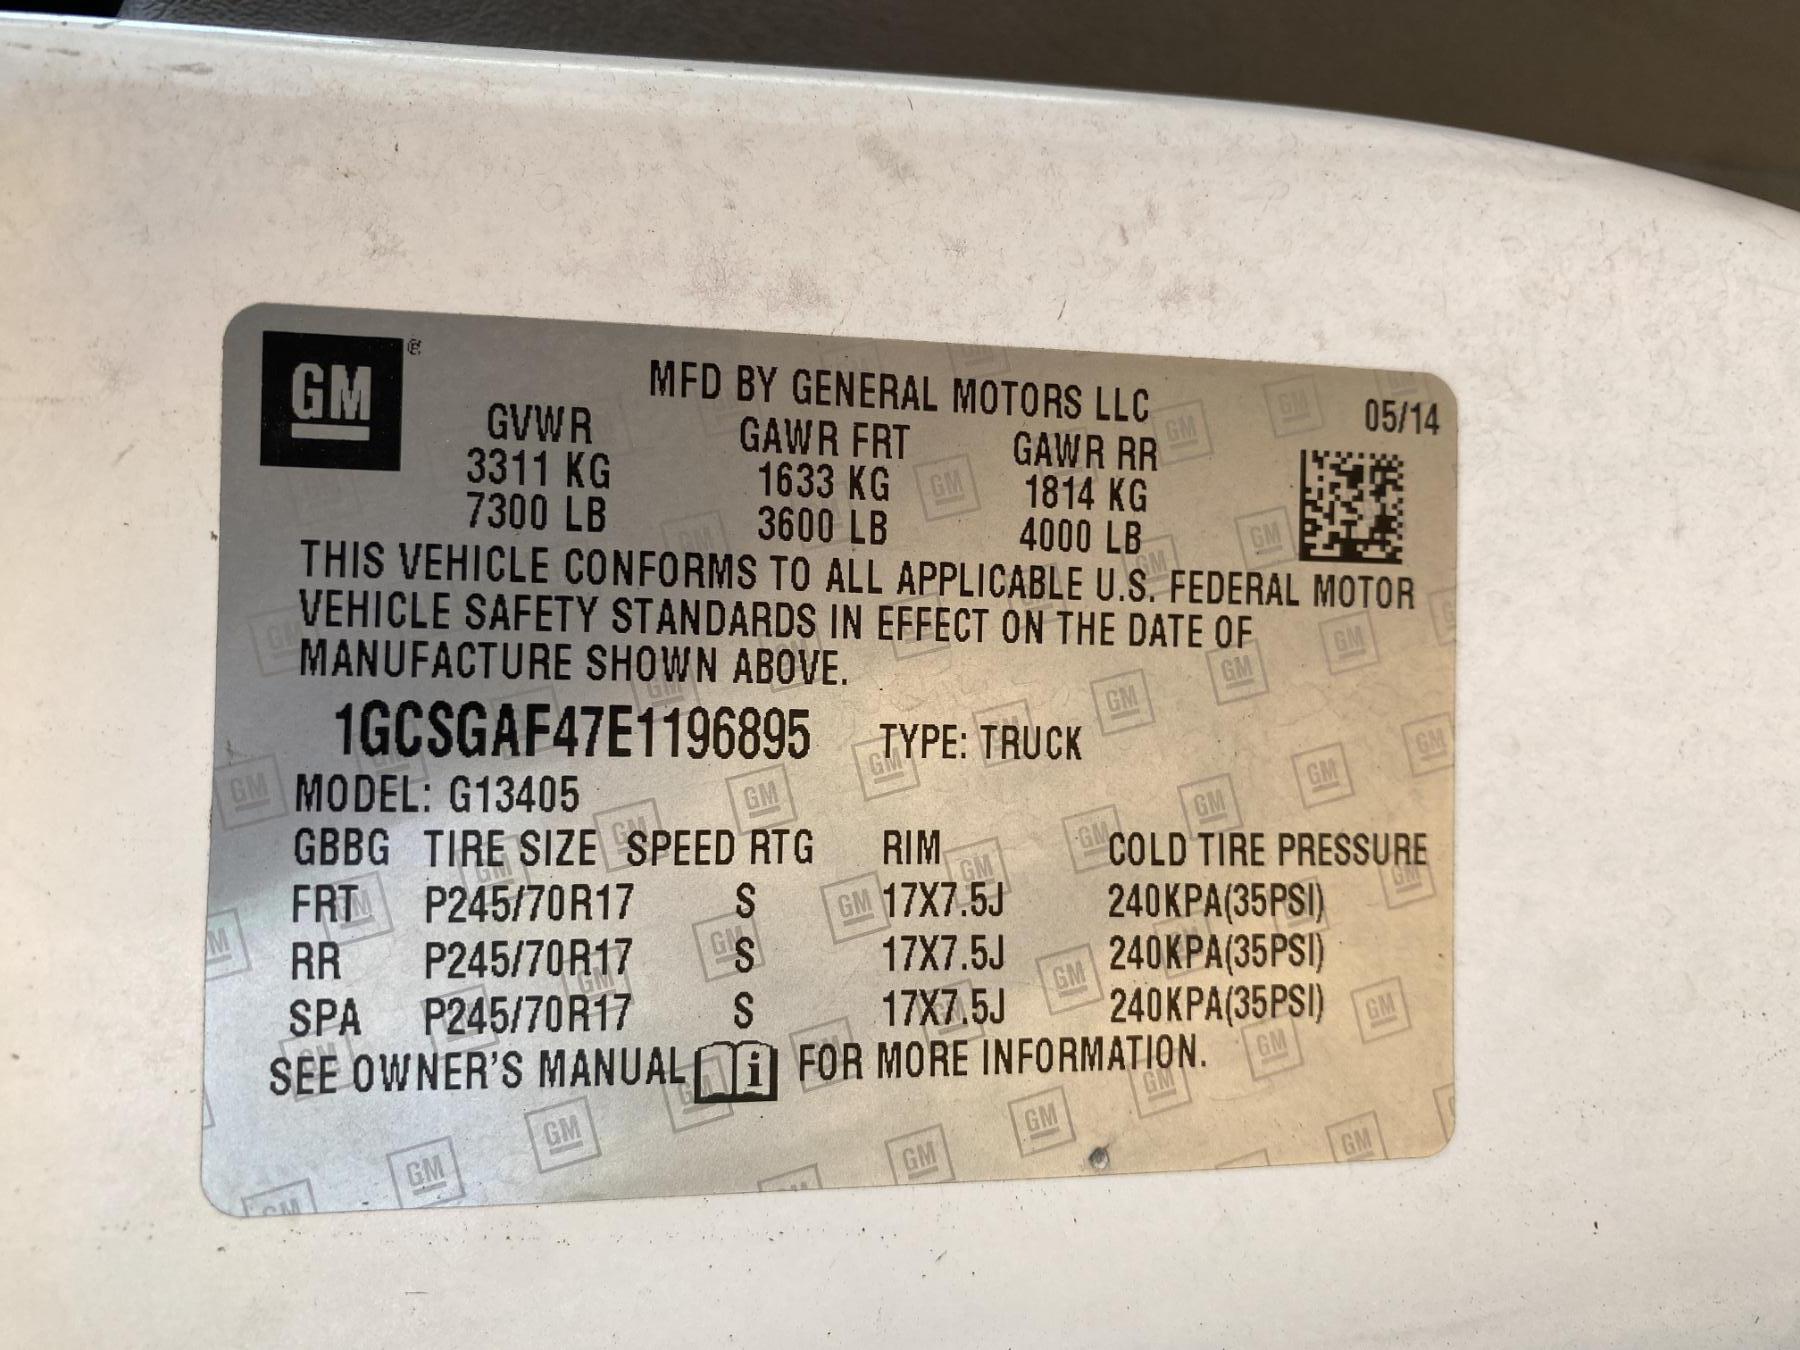 GM
MFD BY GENERAL MOTORS LLC
05/14
GVWR GAWR FRT GAWR RR
3311 KG 1633 KG 1814 KG
7300 LB 3600 LB 4000 LB
THIS VEHICLE CONFORMS TO ALL APPLICABLE U.S. FEDERAL MOTOR
VEHICLE SAFETY STANDARDS IN EFFECT ON THE DATE OF
MANUFACTURE SHOWN ABOVE.
1GCSGAF47E1196895 TYPE: TRUCK
MODEL: G13405
GBBG TIRE SIZE SPEED RTG RIM COLD TIRE PRESSURE
FRT P245/70R17 S 17X7.5J 240KPA(35PSI)
RR P245/70R17 S 17X7.5J 240KPA(35PSI)
SPA P245/70R17 S 17X7.5J 240KPA(35PSI)
SEE OWNER'S MANUAL i FOR MORE INFORMATION.